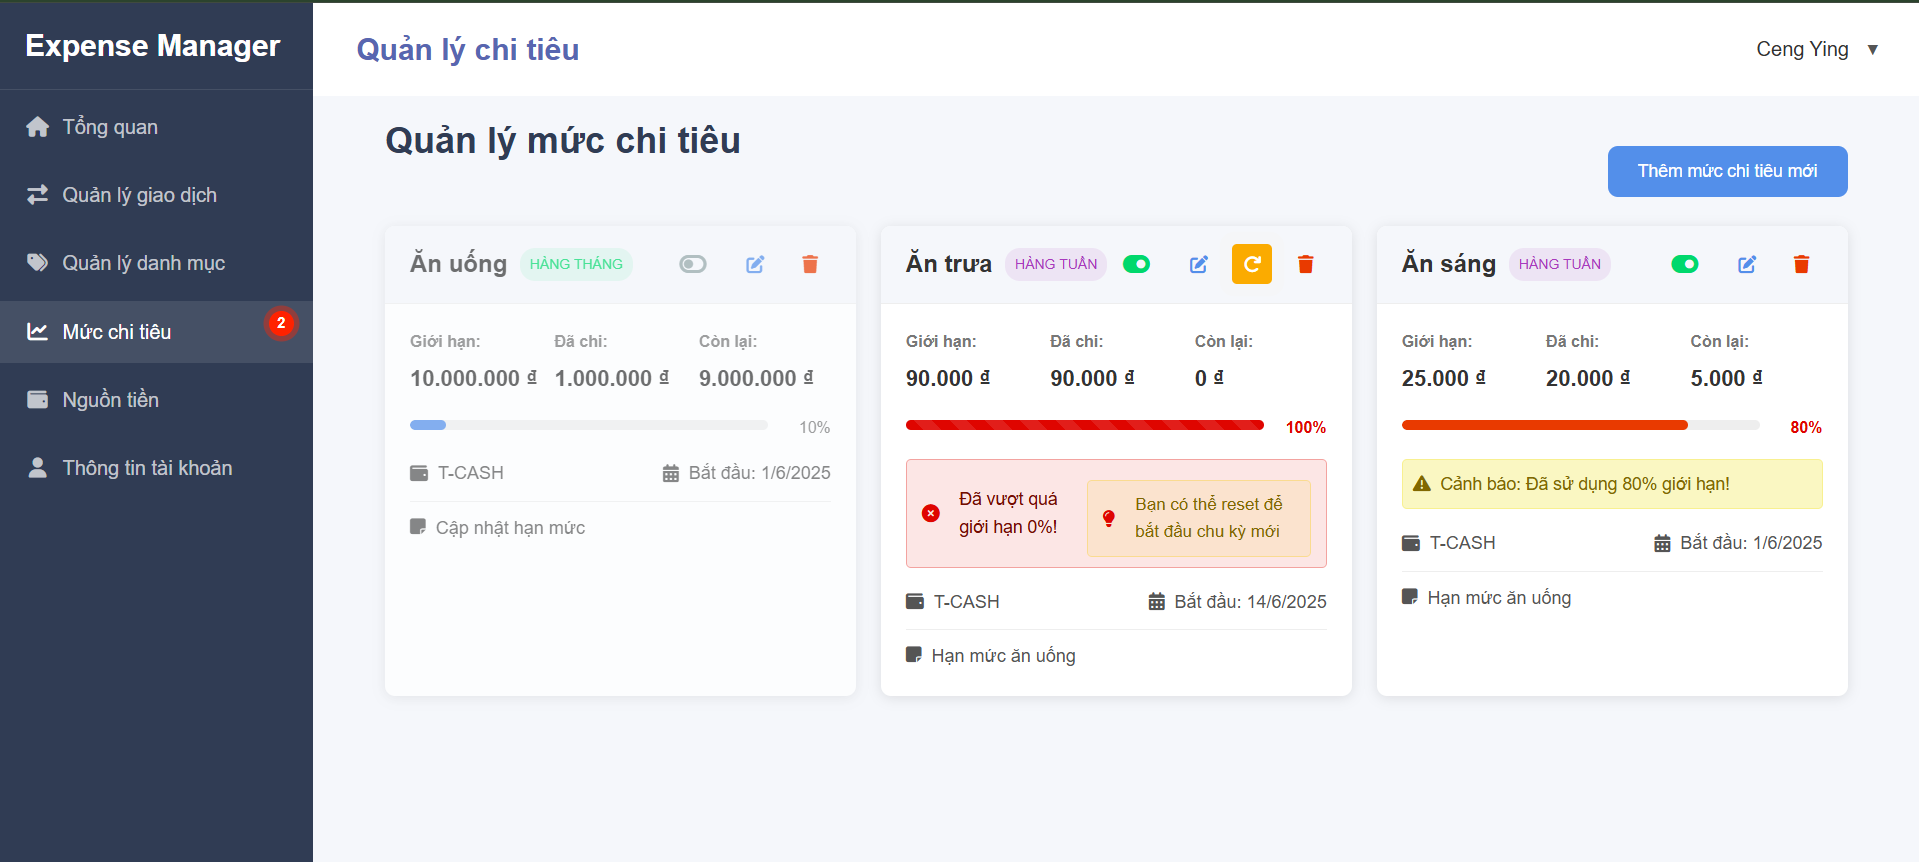 Expense Manager
Tổng quan
Quản lý giao dịch
Quản lý danh mục
Mức chi tiêu
2
Nguồn tiền
Thông tin tài khoản
Quản lý chi tiêu
Ceng Ying ▼
Quản lý mức chi tiêu
Thêm mức chi tiêu mới
Ăn uống HÀNG THÁNG
Giới hạn: Đã chi: Còn lại:
10.000.000 ₫ 1.000.000 ₫ 9.000.000 ₫
10%
T-CASH Bắt đầu: 1/6/2025
Cập nhật hạn mức
Ăn trưa HÀNG TUẦN
Giới hạn: Đã chi: Còn lại:
90.000 ₫ 90.000 ₫ 0 ₫
100%
Đã vượt quá
giới hạn 0%!
Bạn có thể reset để
bắt đầu chu kỳ mới
T-CASH Bắt đầu: 14/6/2025
Hạn mức ăn uống
Ăn sáng HÀNG TUẦN
Giới hạn: Đã chi: Còn lại:
25.000 ₫ 20.000 ₫ 5.000 ₫
80%
Cảnh báo: Đã sử dụng 80% giới hạn!
T-CASH Bắt đầu: 1/6/2025
Hạn mức ăn uống